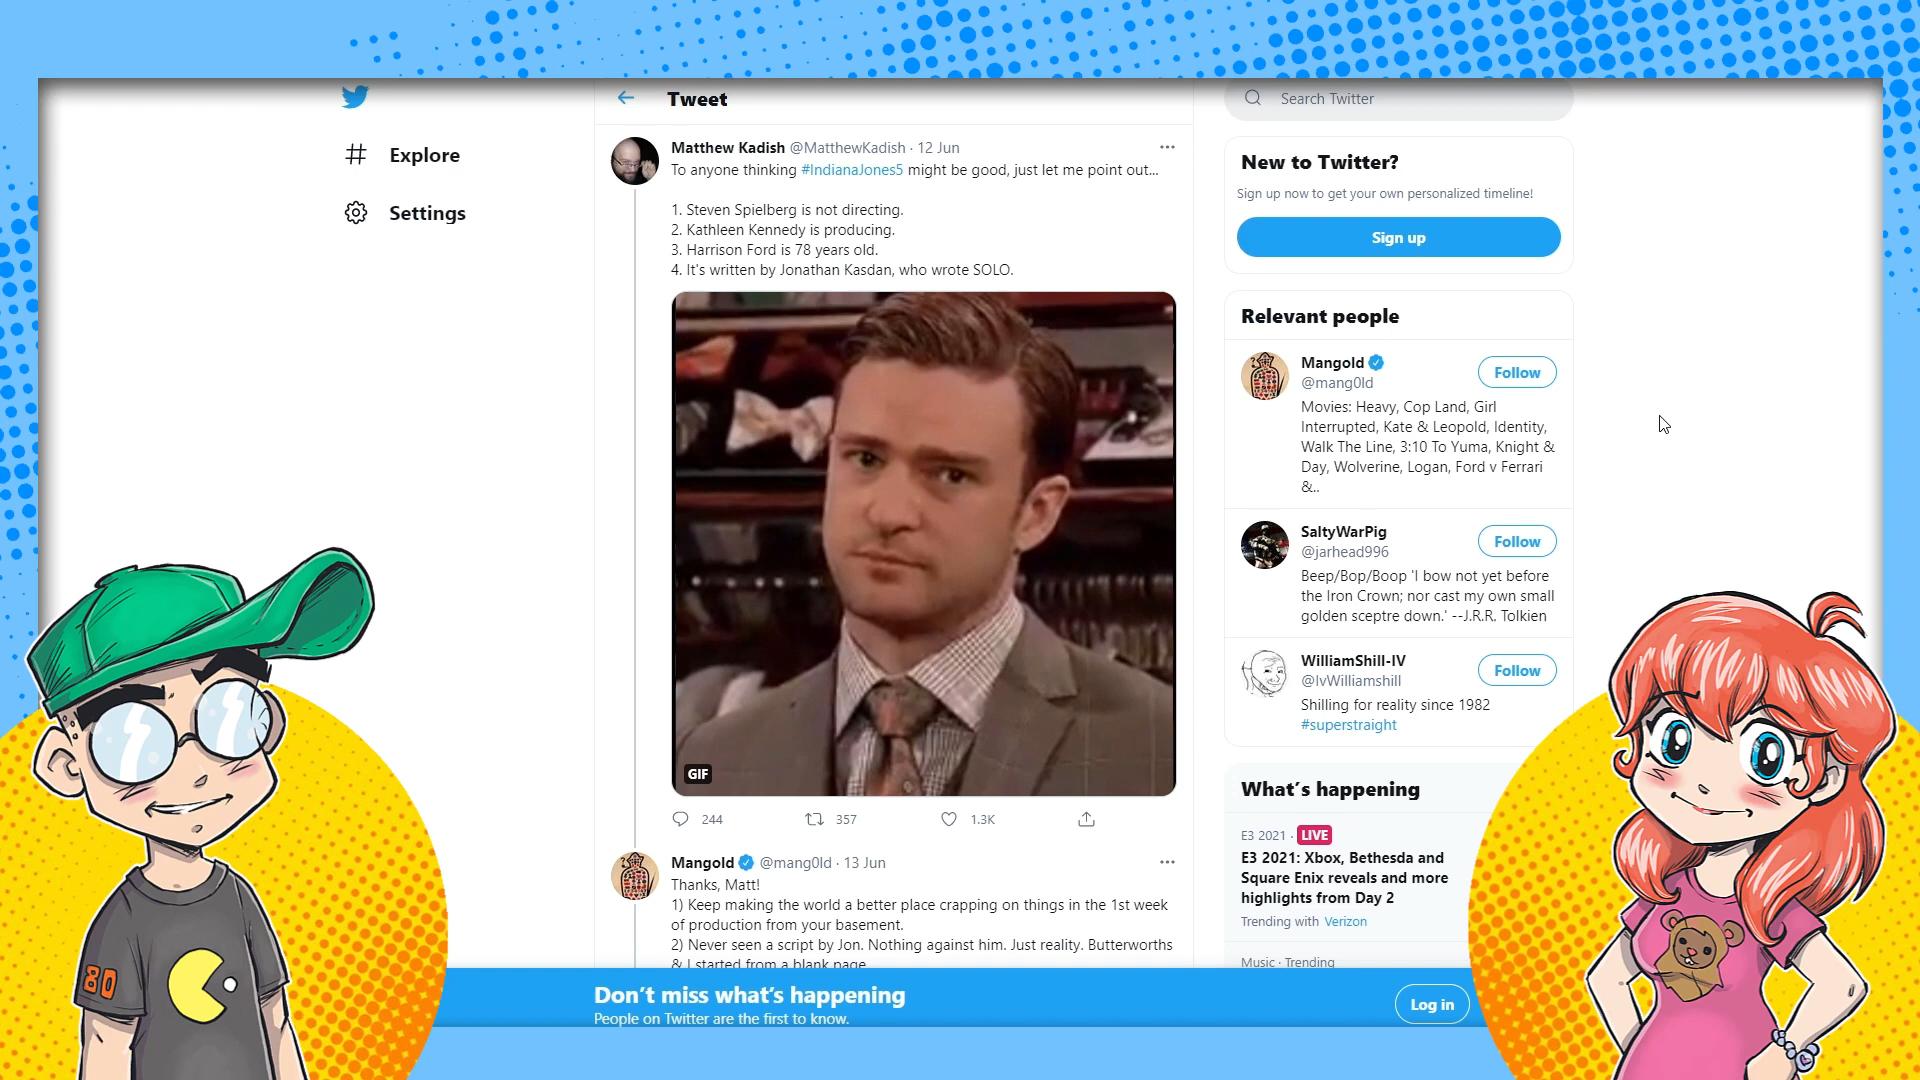 Explore
Settings
Tweet
Matthew Kadish @MatthewKadish · 12 Jun
To anyone thinking #IndianaJones5 might be good, just let me point out...
1. Steven Spielberg is not directing.
2. Kathleen Kennedy is producing.
3. Harrison Ford is 78 years old.
4. It's written by Jonathan Kasdan, who wrote SOLO.
GIF
244 357 1.3K
Mangold @mang0ld · 13 Jun
Thanks, Matt!
1) Keep making the world a better place crapping on things in the 1st week
of production from your basement.
2) Never seen a script by Jon. Nothing against him. Just reality. Butterworths
& I started from a blank page
Search Twitter
New to Twitter?
Sign up now to get your own personalized timeline!
Sign up
Relevant people
Mangold
@mang0ld
Follow
Movies: Heavy, Cop Land, Girl
Interrupted, Kate & Leopold, Identity,
Walk The Line, 3:10 To Yuma, Knight &
Day, Wolverine, Logan, Ford v Ferrari
&..
SaltyWarPig
@jarhead996
Follow
Beep/Bop/Boop 'I bow not yet before
the Iron Crown; nor cast my own small
golden sceptre down.' --J.R.R. Tolkien
WilliamShill-IV
@IvWilliamshill
Follow
Shilling for reality since 1982
#superstraight
What's happening
E3 2021 · LIVE
E3 2021: Xbox, Bethesda and
Square Enix reveals and more
highlights from Day 2
Trending with Verizon
Music · Trending
Don't miss what's happening
People on Twitter are the first to know.
Log in
80